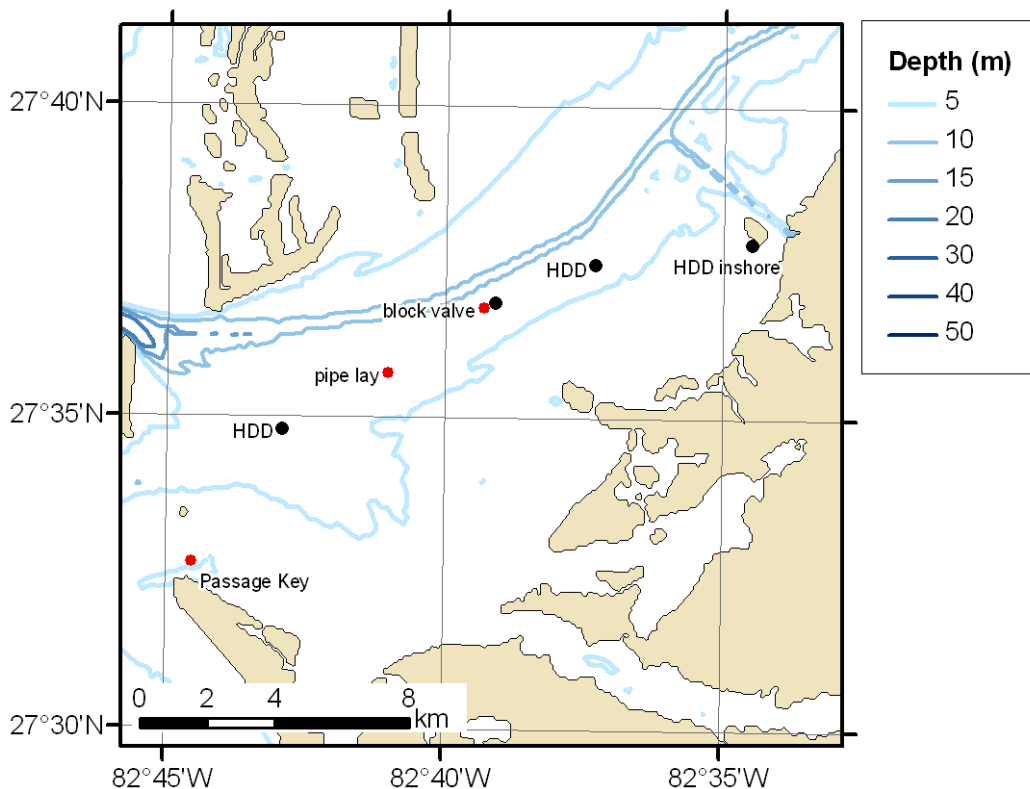 82°45'W 82°40'W 82°35'W
27°40'N
27°35'N
27°30'N
HDD inshore
HDD
block valve
pipe lay
HDD
Passage Key
0 2 4 8
km
Depth (m)
5
10
15
20
30
40
50